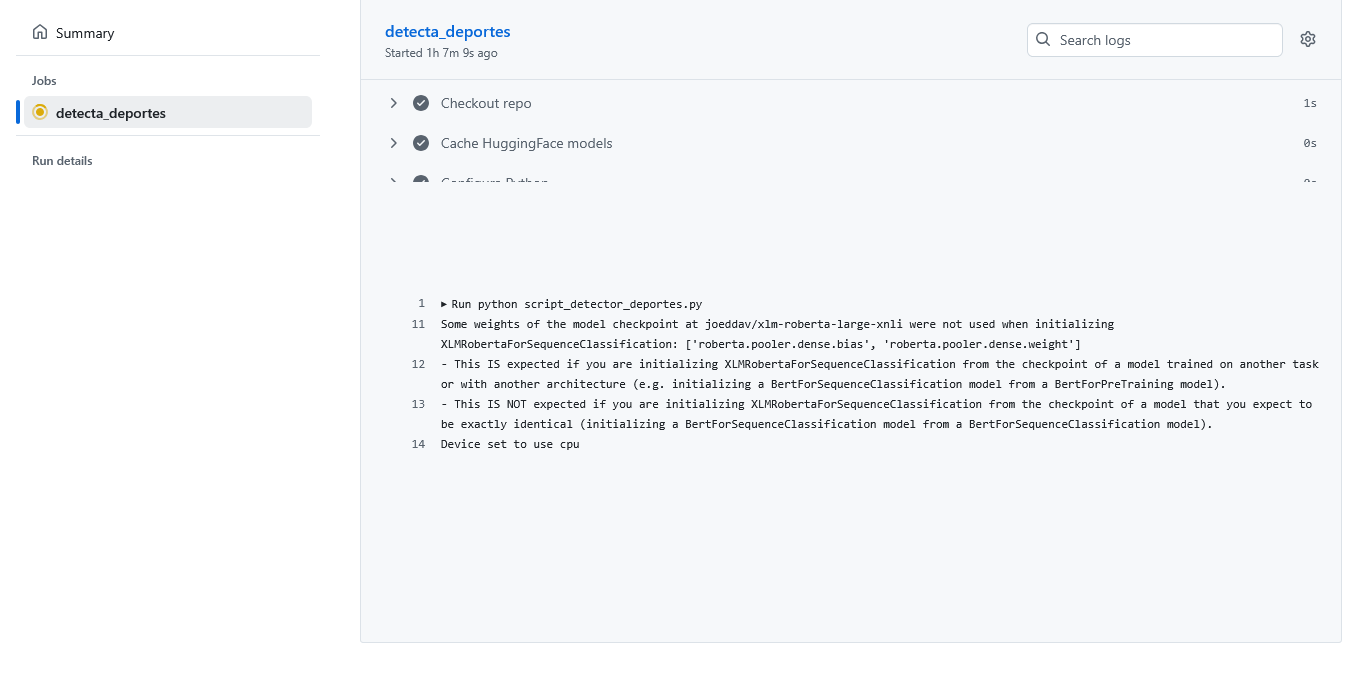 Summary
Jobs
detecta_deportes
Run details
detecta_deportes
Started 1h 7m 9s ago
Search logs
Checkout repo 1s
Cache HuggingFace models 0s
Configure Python 0s
1 ▸ Run python script_detector_deportes.py
11 Some weights of the model checkpoint at joeddav/xlm-roberta-large-xnli were not used when initializing
XLMRobertaForSequenceClassification: ['roberta.pooler.dense.bias', 'roberta.pooler.dense.weight']
12 - This IS expected if you are initializing XLMRobertaForSequenceClassification from the checkpoint of a model trained on another task
or with another architecture (e.g. initializing a BertForSequenceClassification model from a BertForPreTraining model).
13 - This IS NOT expected if you are initializing XLMRobertaForSequenceClassification from the checkpoint of a model that you expect to
be exactly identical (initializing a BertForSequenceClassification model from a BertForSequenceClassification model).
14 Device set to use cpu